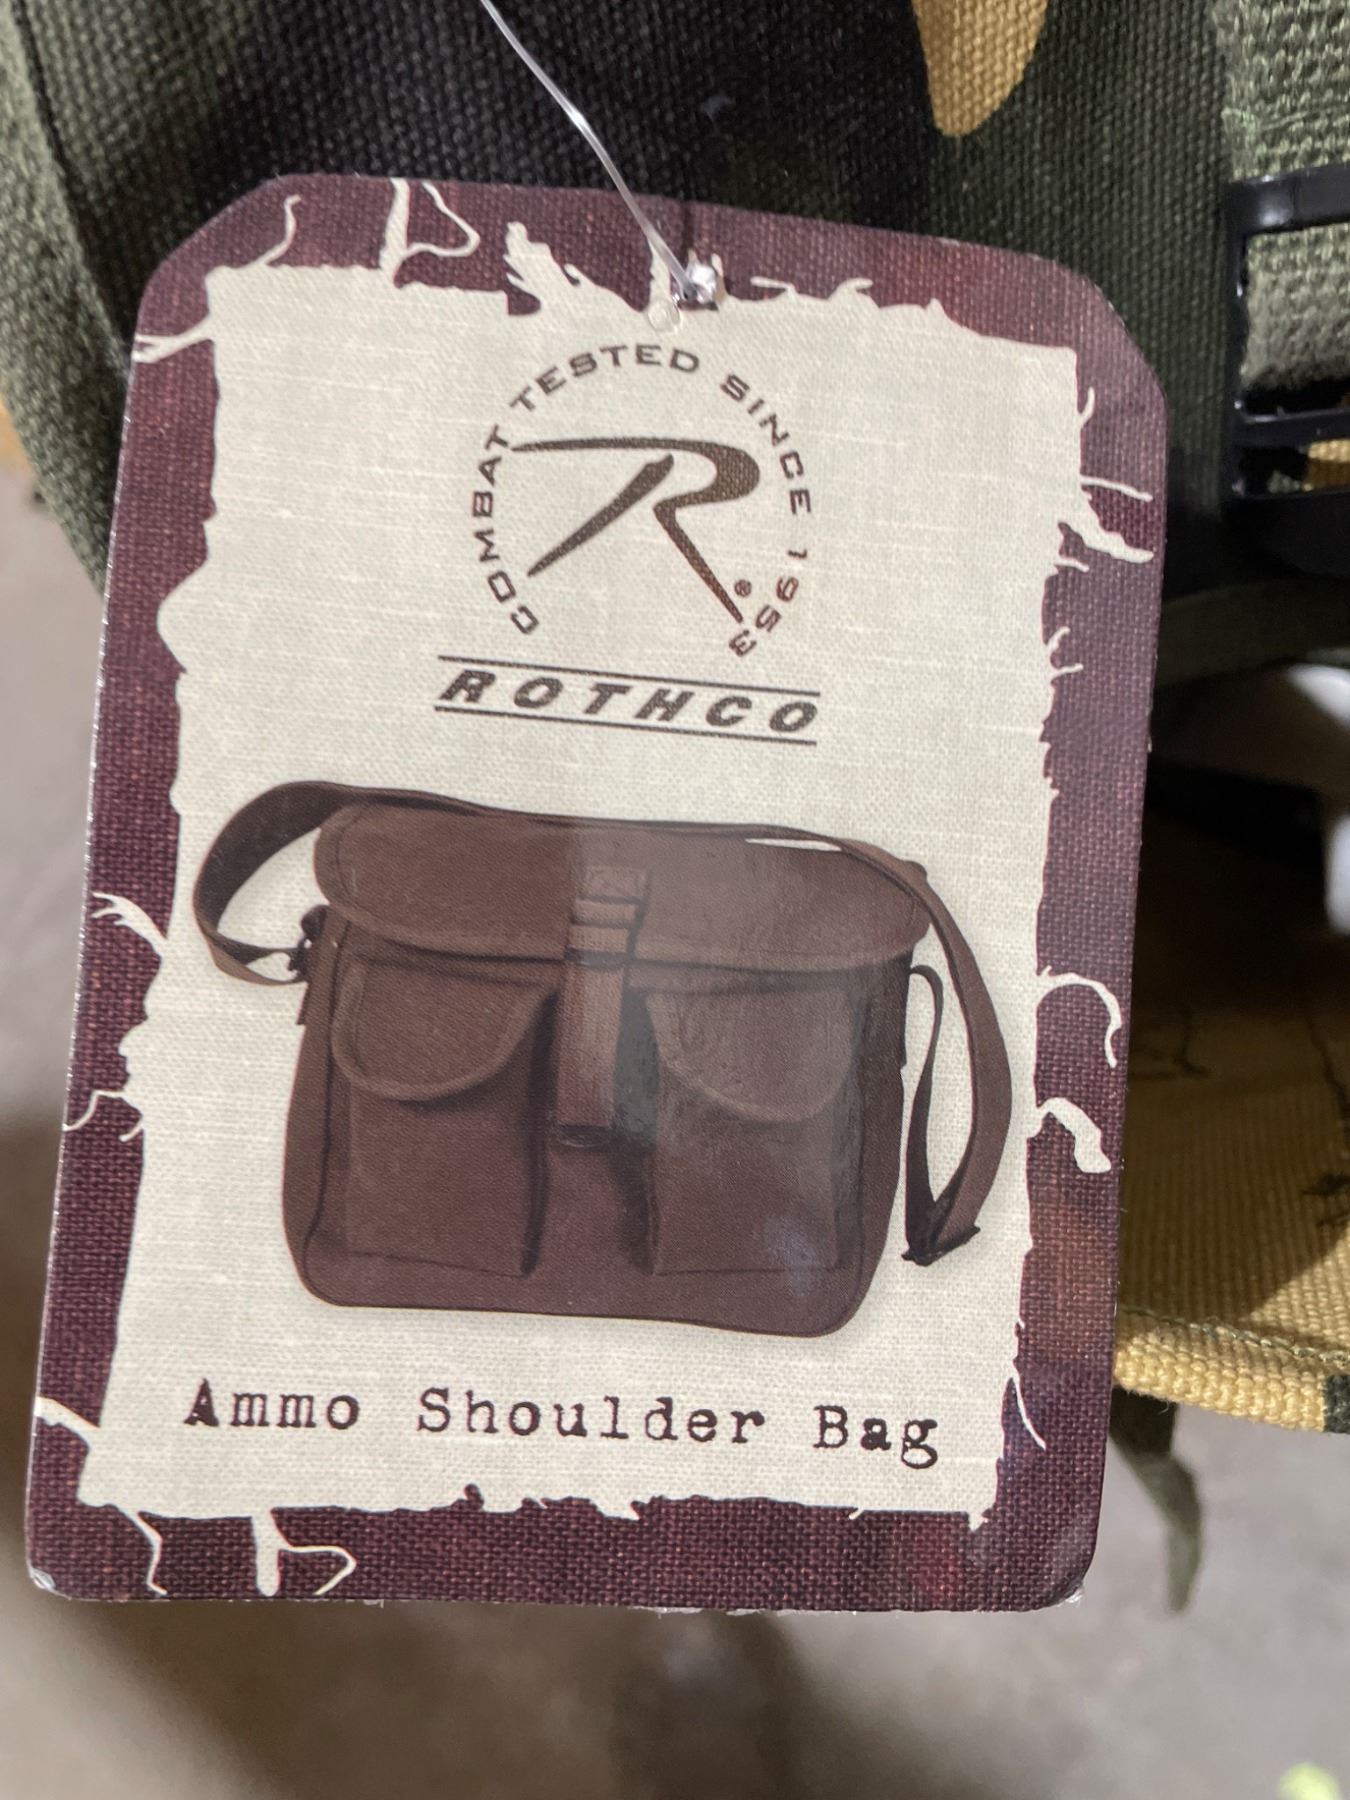 COMBAT TESTED SINCE 1953
R®
ROTHCO
Ammo Shoulder Bag